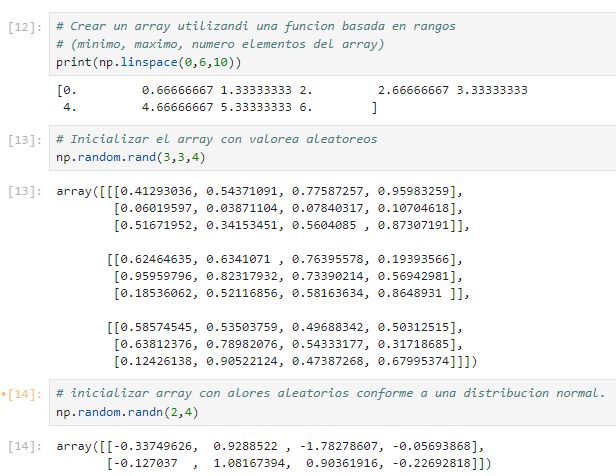 [12]: # Crear un array utilizandi una funcion basada en rangos
# (minimo, maximo, numero elementos del array)
print(np.linspace(0,6,10))
[0.         0.66666667 1.33333333 2.         2.66666667 3.33333333
 4.         4.66666667 5.33333333 6.        ]
[13]: # Inicializar el array con valorea aleatoreos
np.random.rand(3,3,4)
[13]: array([[[0.41293036, 0.54371091, 0.77587257, 0.95983259],
[0.06019597, 0.03871104, 0.07840317, 0.10704618],
[0.51671952, 0.34153451, 0.5604085 , 0.87307191]],
[[0.62464635, 0.6341071 , 0.76395578, 0.19393566],
[0.95959796, 0.82317932, 0.73390214, 0.56942981],
[0.18536062, 0.52116856, 0.58163634, 0.8648931 ]],
[[0.58574545, 0.53503759, 0.49688342, 0.50312515],
[0.63812376, 0.78982076, 0.54333177, 0.31718685],
[0.12426138, 0.90522124, 0.47387268, 0.67995374]]])
•[14]: # inicializar array con alores aleatorios conforme a una distribucion normal.
np.random.randn(2,4)
[14]: array([[-0.33749626,  0.9288522 , -1.78278607, -0.05693868],
[-0.127037  ,  1.08167394,  0.90361916, -0.22692818]])